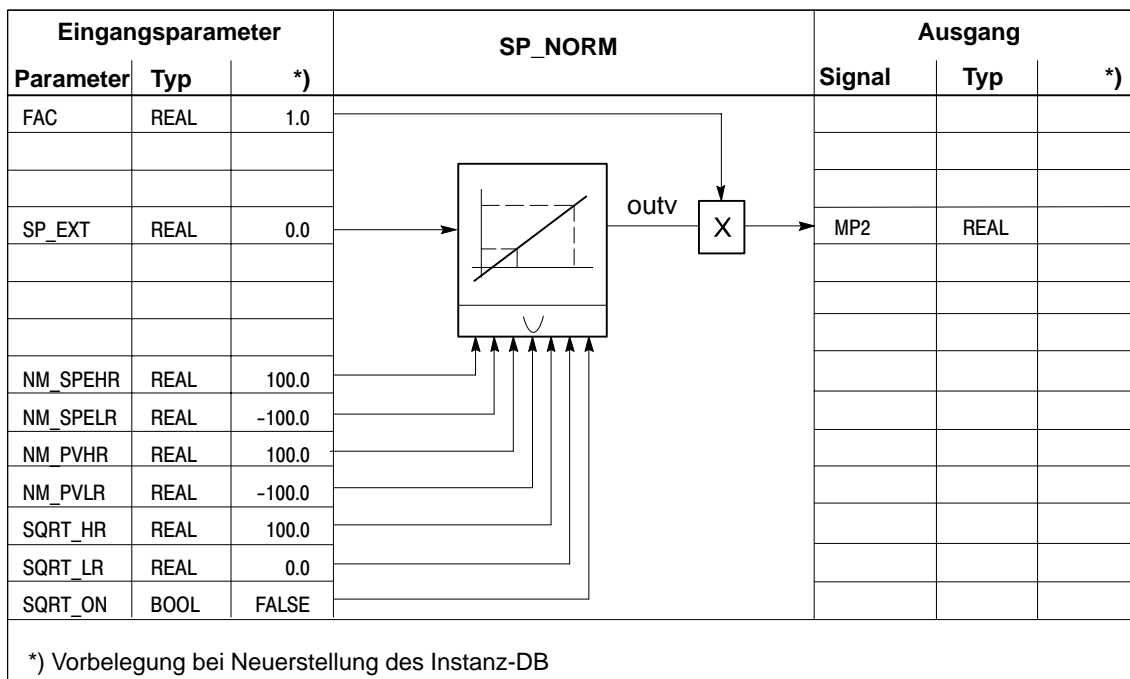 Eingangsparameter SP_NORM Ausgang
Parameter Typ *) Signal Typ *)
FAC REAL 1.0
outv
SP_EXT REAL 0.0 X MP2 REAL
NM_SPEHR REAL 100.0
NM_SPELR REAL -100.0
NM_PVHR REAL 100.0
NM_PVLR REAL -100.0
SQRT_HR REAL 100.0
SQRT_LR REAL 0.0
SQRT_ON BOOL FALSE
*) Vorbelegung bei Neuerstellung des Instanz-DB